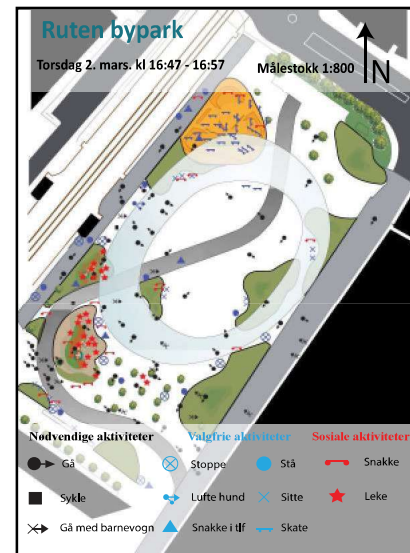 Ruten bypark
Torsdag 2. mars. kl 16:47 - 16:57
Målestokk 1:800
N
Nødvendige aktiviteter
Valgfrie aktiviteter
Sosiale aktiviteter
Gå
Stoppe
Stå
Snakke
Sykle
Lufte hund
Sitte
Leke
Gå med barnevogn
Snakke i tlf
Skate